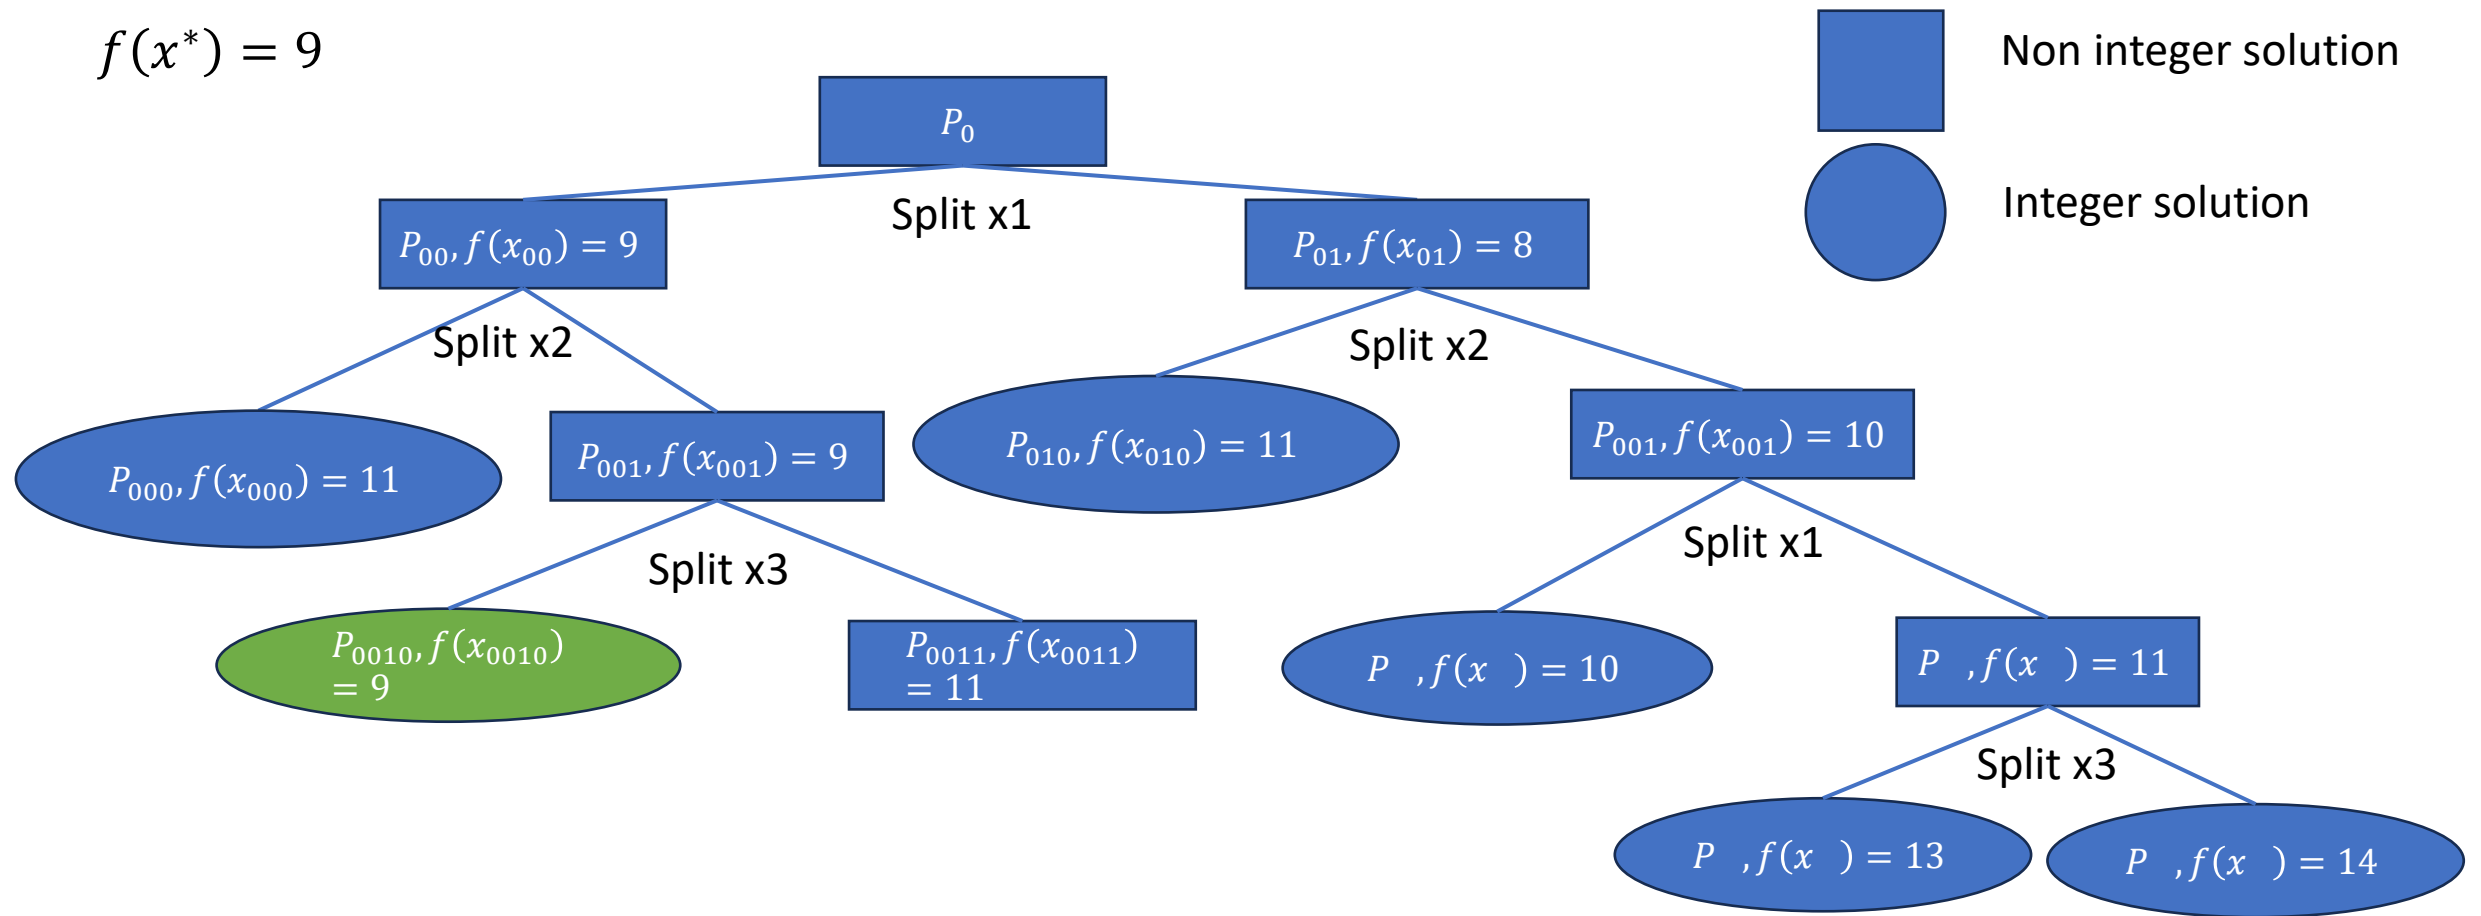 f(x*) = 9
Non integer solution
Integer solution
P₀
Split x1
P₀₀, f(x₀₀) = 9
P₀₁, f(x₀₁) = 8
Split x2
Split x2
P₀₀₀, f(x₀₀₀) = 11
P₀₀₁, f(x₀₀₁) = 9
P₀₁₀, f(x₀₁₀) = 11
P₀₀₁, f(x₀₀₁) = 10
Split x3
Split x1
P₀₀₁₀, f(x₀₀₁₀)
= 9
P₀₀₁₁, f(x₀₀₁₁)
= 11
P , f(x ) = 10
P , f(x ) = 11
Split x3
P , f(x ) = 13
P , f(x ) = 14